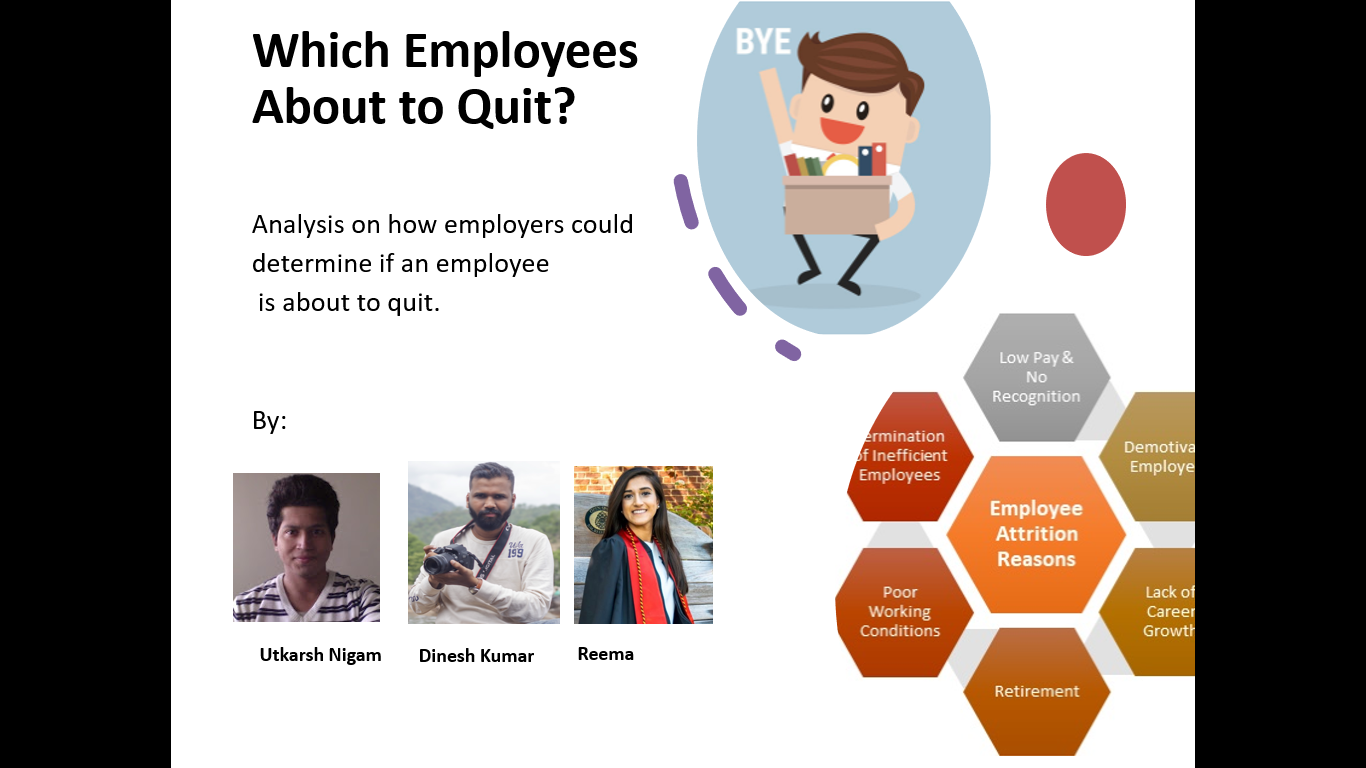 Which Employees
About to Quit?
BYE
Analysis on how employers could
determine if an employee
is about to quit.
By:
Utkarsh Nigam
Dinesh Kumar
Reema
Low Pay &
No
Recognition
ermination
of Inefficient
Employees
Demotiva
Employe
Employee
Attrition
Reasons
Poor
Working
Conditions
Lack of
Career
Growth
Retirement